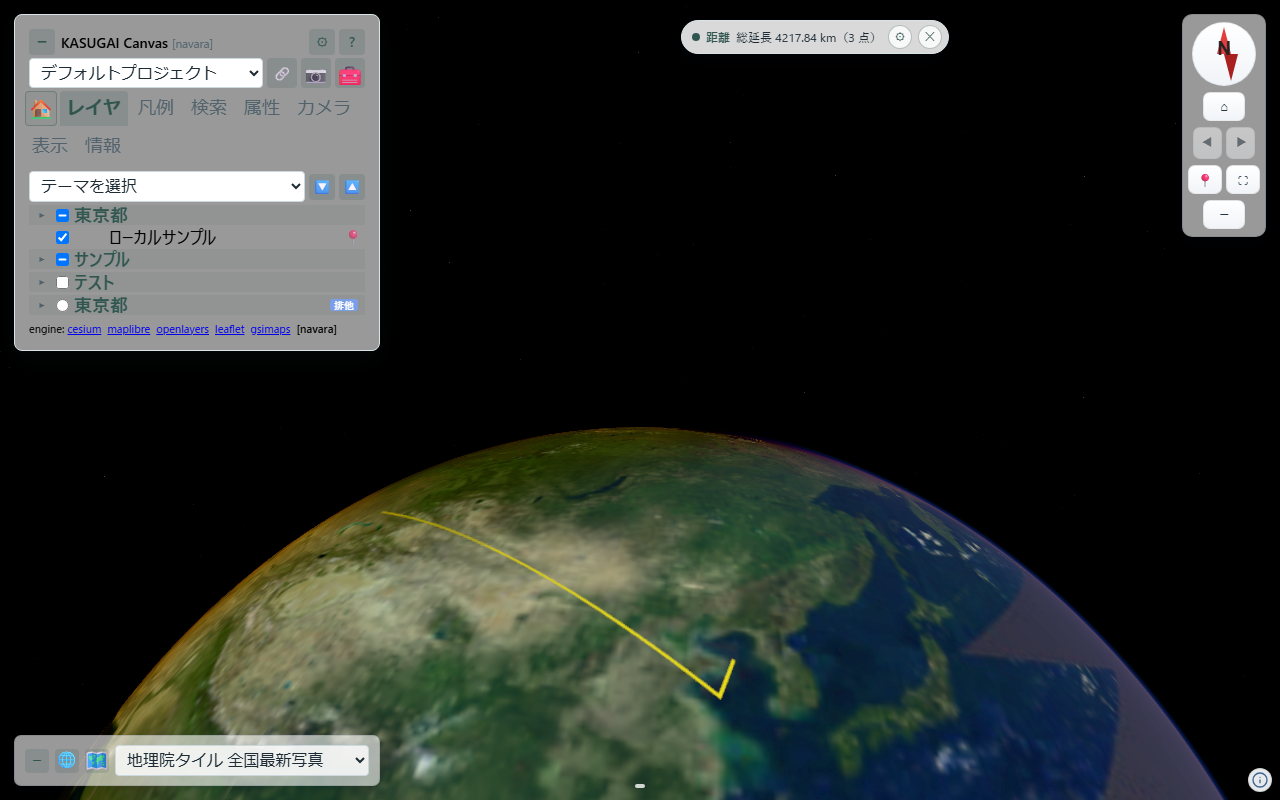 KASUGAI Canvas [navara]
?
デフォルトプロジェクト
レイヤ 凡例 検索 属性 カメラ
表示 情報
テーマを選択
東京都
ローカルサンプル
サンプル
テスト
東京都 排他
engine: cesium maplibre openlayers leaflet gsimaps [navara]
距離 総延長 4217.84 km（3 点）
N
地理院タイル 全国最新写真